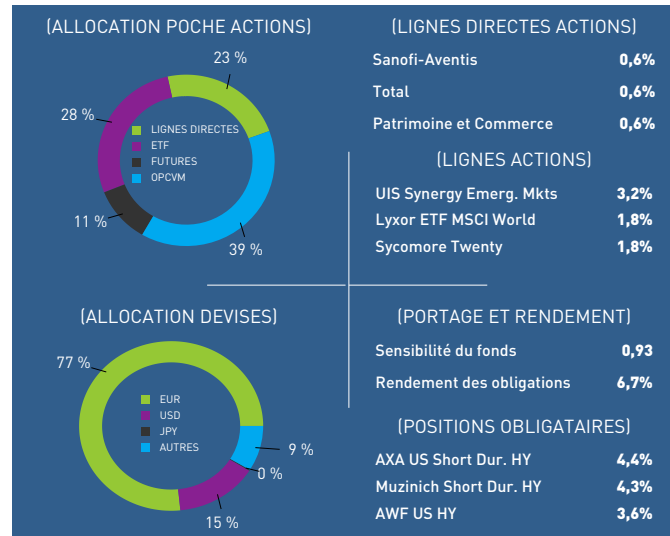 (ALLOCATION POCHE ACTIONS)
23 %
28 %
LIGNES DIRECTES
ETF
FUTURES
OPCVM
11 %
39 %
(LIGNES DIRECTES ACTIONS)
Sanofi-Aventis 0,6%
Total 0,6%
Patrimoine et Commerce 0,6%
(LIGNES ACTIONS)
UIS Synergy Emerg. Mkts 3,2%
Lyxor ETF MSCI World 1,8%
Sycomore Twenty 1,8%
(ALLOCATION DEVISES)
77 %
EUR
USD
JPY
AUTRES
9 %
0 %
15 %
(PORTAGE ET RENDEMENT)
Sensibilité du fonds 0,93
Rendement des obligations 6,7%
(POSITIONS OBLIGATAIRES)
AXA US Short Dur. HY 4,4%
Muzinich Short Dur. HY 4,3%
AWF US HY 3,6%